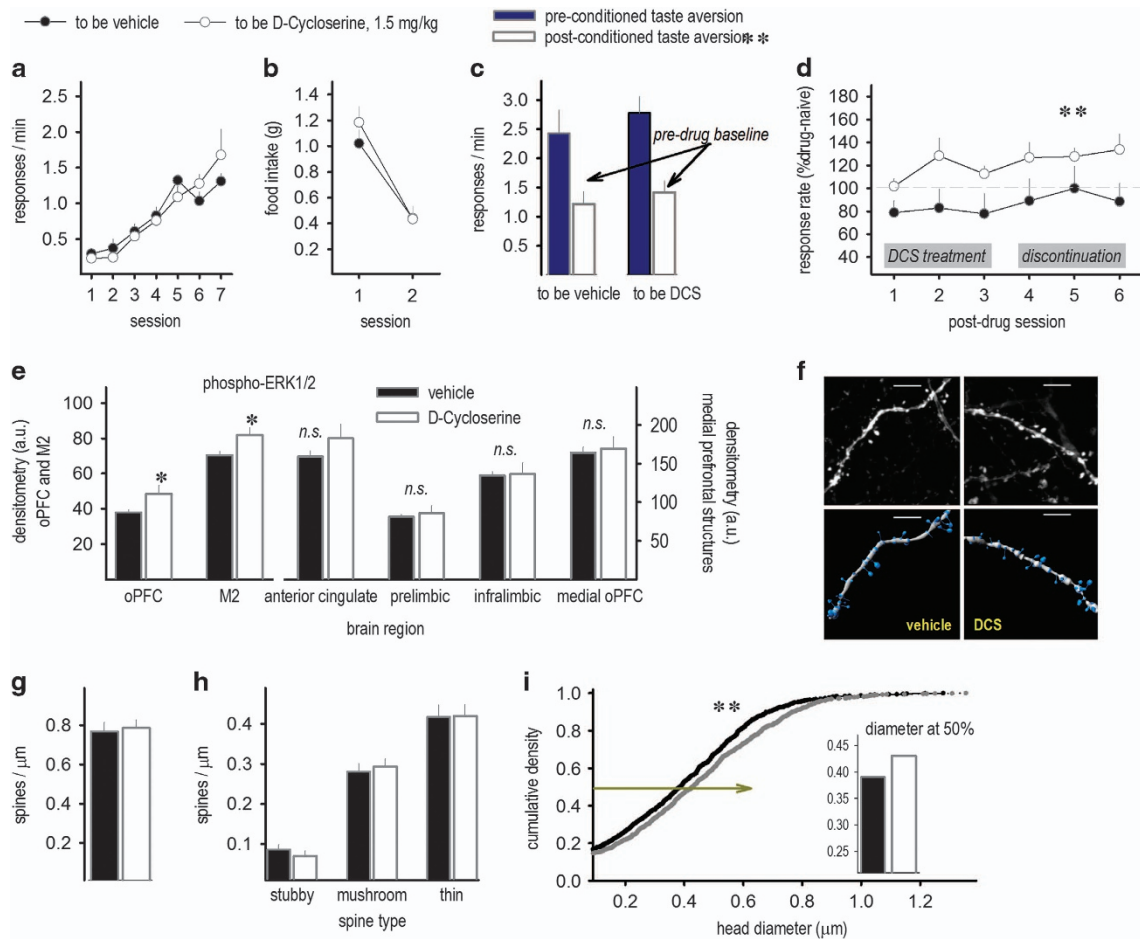 to be vehicle
to be D-Cycloserine, 1.5 mg/kg
pre-conditioned taste aversion
post-conditioned taste aversion**
a
responses / min
2.5
2.0
1.5
1.0
0.5
1 2 3 4 5 6 7
session
b
food intake (g)
1.4
1.2
1.0
0.8
0.6
0.4
0.2
1 2
session
c
responses / min
3.0
2.5
2.0
1.5
1.0
0.5
pre-drug baseline
to be vehicle to be DCS
d
response rate (%drug-naive)
180
160
140
120
100
80
60
40
**
DCS treatment discontinuation
1 2 3 4 5 6
post-drug session
e
phospho-ERK1/2
vehicle
D-Cycloserine
densitometry (a.u.)
oPFC and M2
100
80
60
40
20
* * n.s. n.s. n.s. n.s.
200
150
100
50
densitometry (a.u.)
medial prefrontal structures
oPFC M2 anterior cingulate prelimbic infralimbic medial oPFC
brain region
f
vehicle DCS
g
spines / μm
0.8
0.6
0.4
0.2
h
spines / μm
0.4
0.3
0.2
0.1
stubby mushroom thin
spine type
i
cumulative density
1.0
0.8
0.6
0.4
0.2
0.0
**
0.2 0.4 0.6 0.8 1.0 1.2
head diameter (μm)
diameter at 50%
0.45
0.40
0.35
0.30
0.25